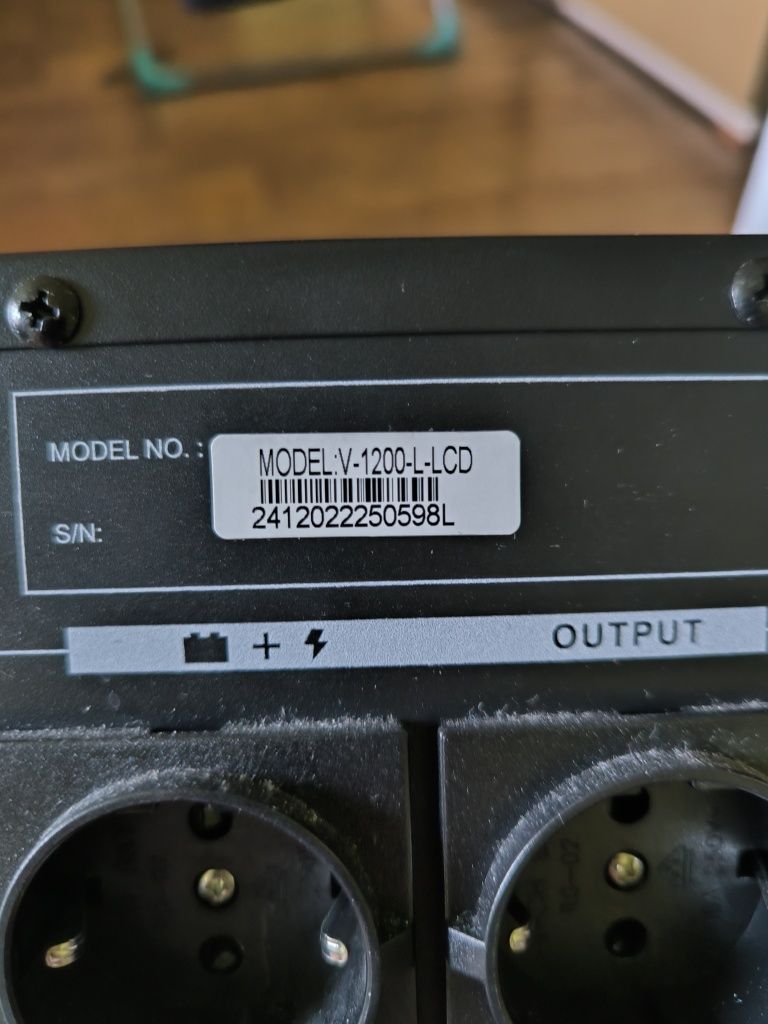 MODEL NO. :
MODEL:V-1200-L-LCD
2412022250598L
S/N:
+ OUTPUT